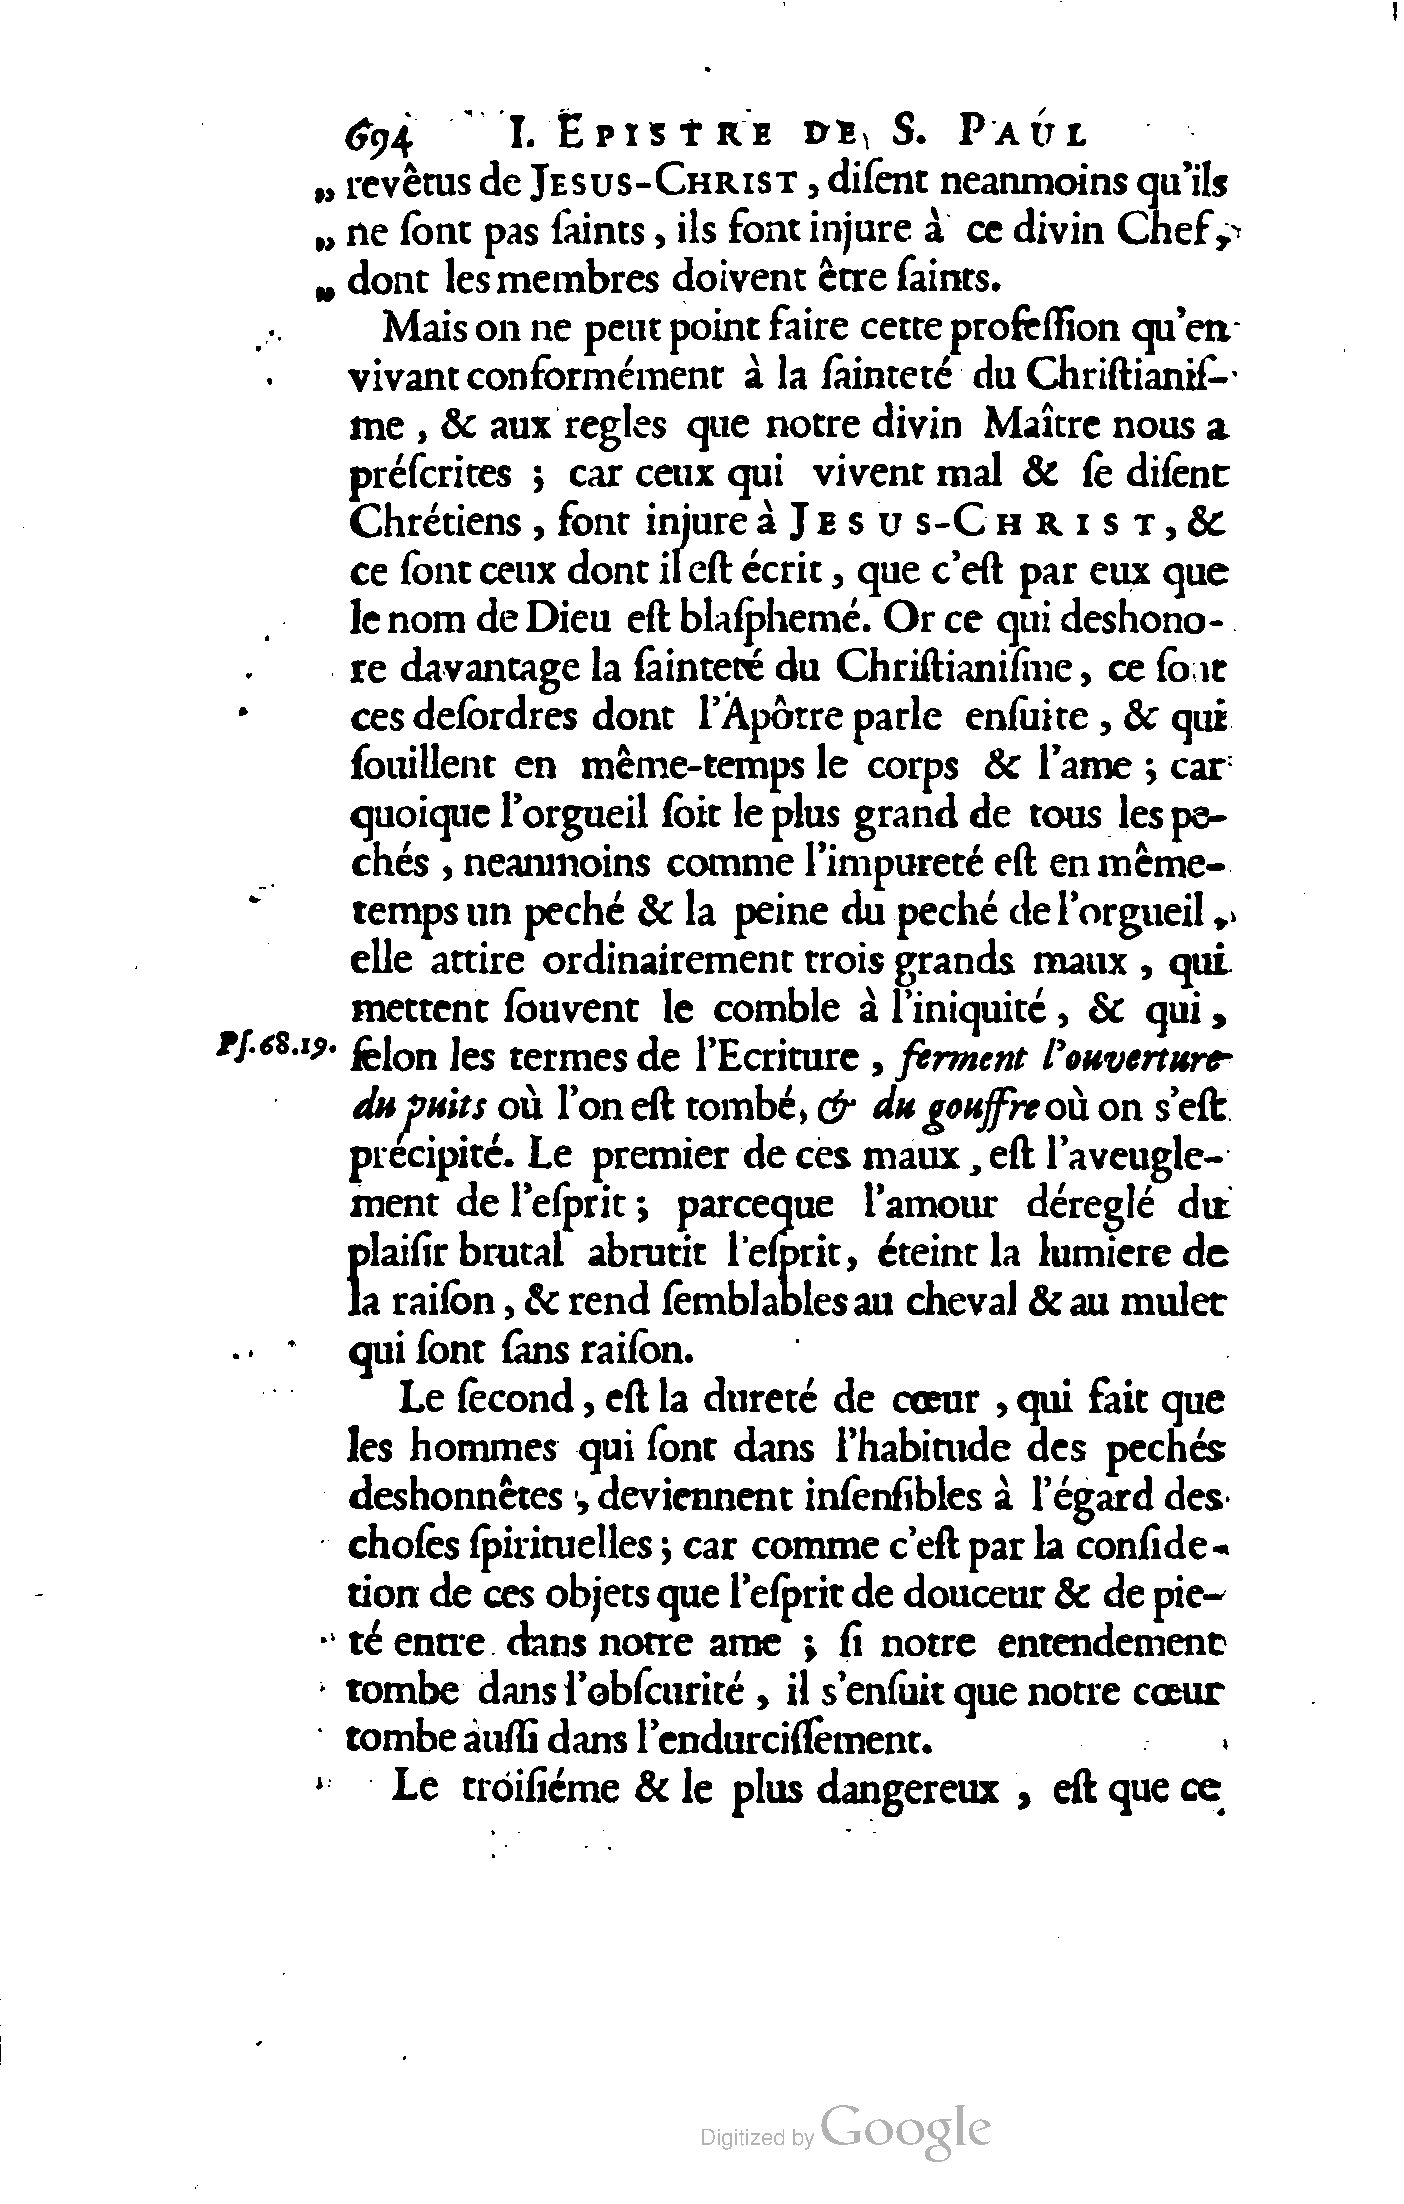 694 I. EPISTRE DE S. PAUL
„ revêtus de JESUS-CHRIST, diſent neanmoins qu'ils
„ ne ſont pas ſaints, ils font injure à ce divin Chef,
„ dont les membres doivent être ſaints.
Mais on ne peut point faire cette profeſſion qu'en
vivant conformément à la ſainteté du Chriſtianiſ-
me, & aux regles que notre divin Maître nous a
préſcrites ; car ceux qui vivent mal & ſe diſent
Chrétiens, font injure à JESUS-CHRIST, &
ce ſont ceux dont il eſt écrit, que c'eſt par eux que
le nom de Dieu eſt blaſphemé. Or ce qui deshono-
re davantage la ſainteté du Chriſtianiſme, ce ſont
ces deſordres dont l'Apôtre parle enſuite, & qui
ſouillent en même-temps le corps & l'ame ; car
quoique l'orgueil ſoit le plus grand de tous les pe-
chés, neanmoins comme l'impureté eſt en même-
temps un peché & la peine du peché de l'orgueil,
elle attire ordinairement trois grands maux, qui
mettent ſouvent le comble à l'iniquité, & qui,
Pſ. 68. 19. ſelon les termes de l'Ecriture, ferment l'ouverture
du puits où l'on eſt tombé, & du gouffre où on s'eſt
précipité. Le premier de ces maux, eſt l'aveugle-
ment de l'eſprit ; parceque l'amour déreglé du
plaiſir brutal abrutit l'eſprit, éteint la lumiere de
la raiſon, & rend ſemblables au cheval & au mulet
qui ſont ſans raiſon.
Le ſecond, eſt la dureté de cœur, qui fait que
les hommes qui ſont dans l'habitude des pechés
deshonnêtes, deviennent inſenſibles à l'égard des
choſes ſpirituelles ; car comme c'eſt par la conſide-
tion de ces objets que l'eſprit de douceur & de pie-
té entre dans notre ame ; ſi notre entendement
tombe dans l'obſcurité, il s'enſuit que notre cœur
tombe auſſi dans l'endurciſſement.
Le troiſiéme & le plus dangereux, eſt que ce
Digitized by Google